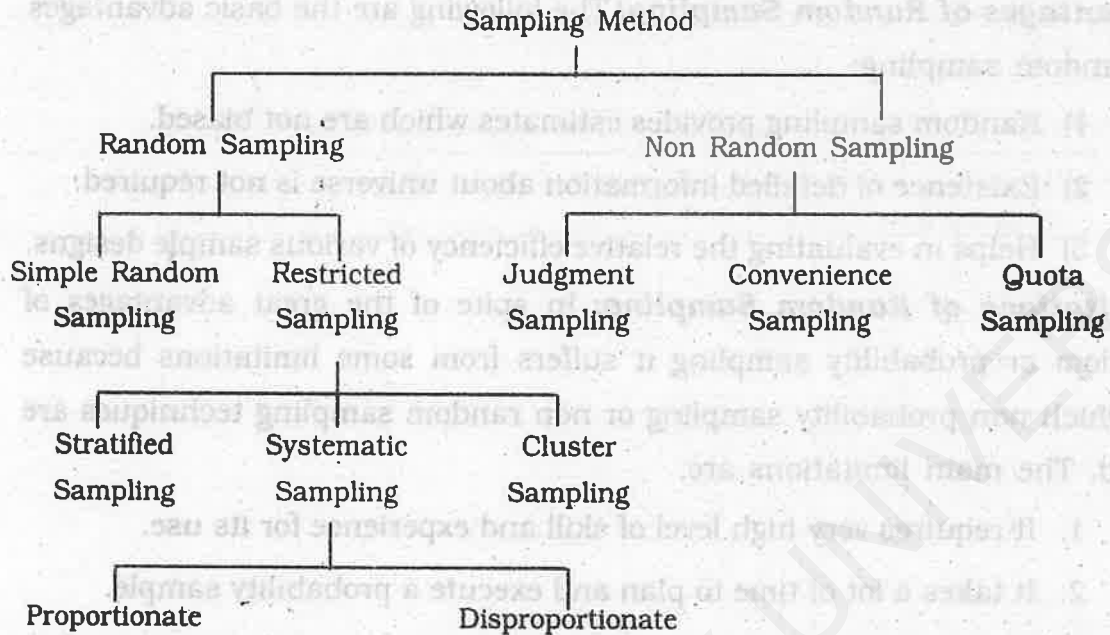 Sampling Method
Random Sampling Non Random Sampling
Simple Random Restricted Judgment Convenience Quota
Sampling Sampling Sampling Sampling Sampling
Stratified Systematic Cluster
Sampling Sampling Sampling
Proportionate Disproportionate